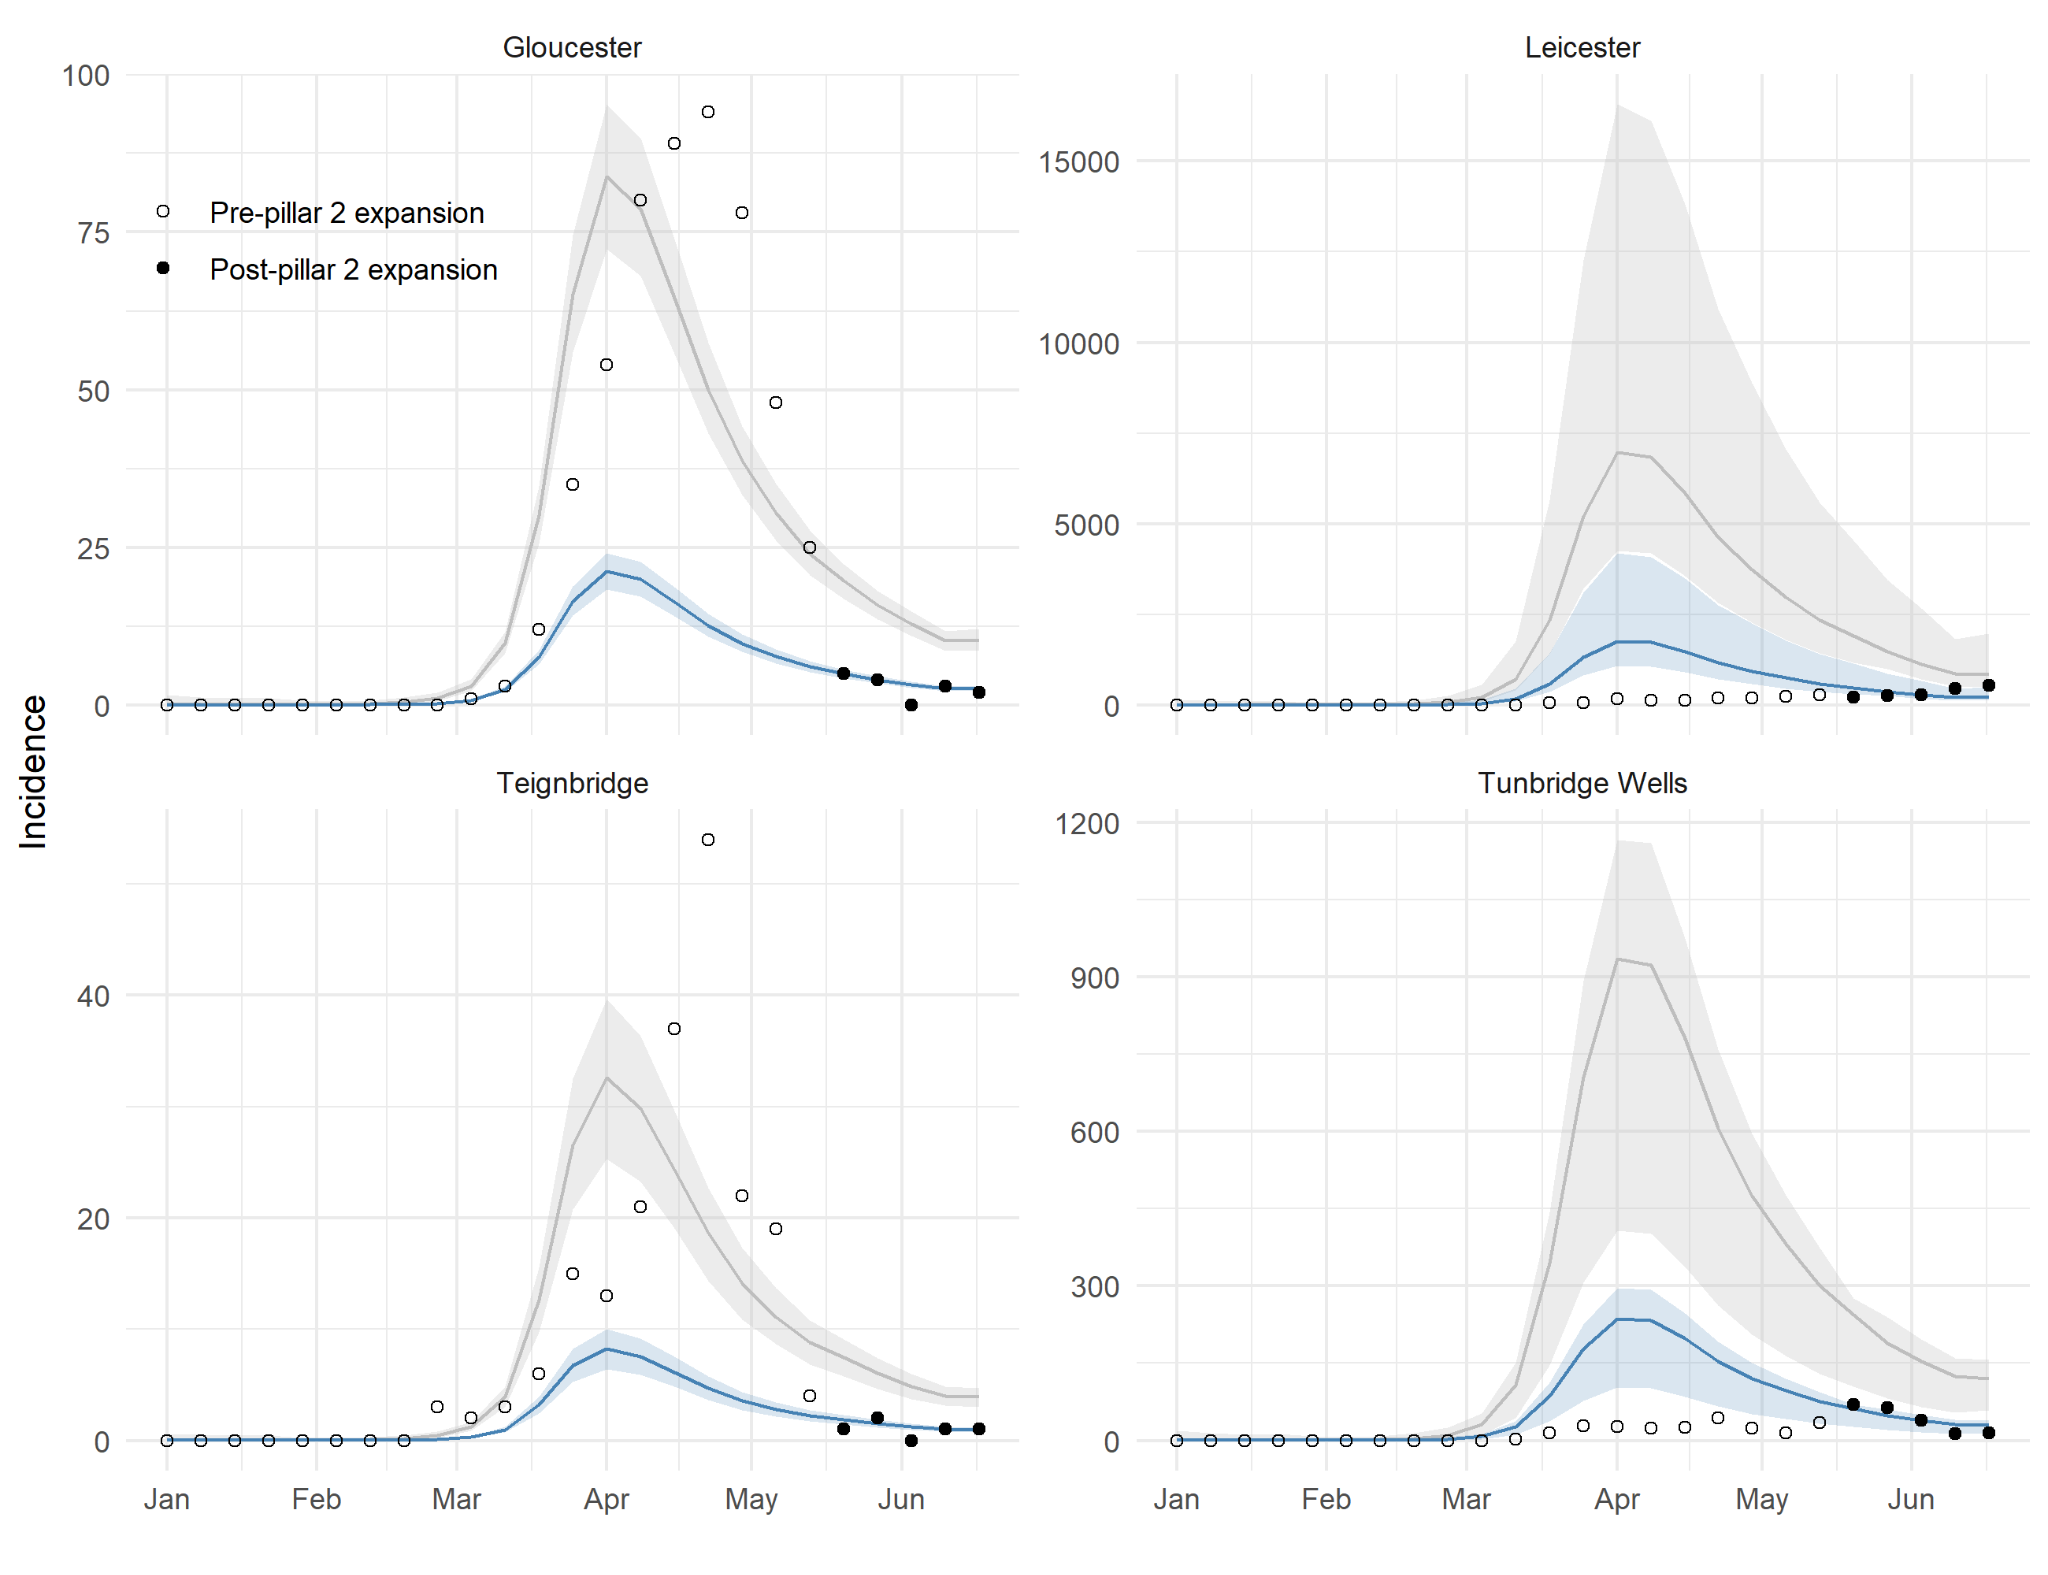 Incidence
Gloucester
100
75
50
25
0
Pre-pillar 2 expansion
Post-pillar 2 expansion
Leicester
15000
10000
5000
0
Teignbridge
40
20
0
Jan Feb Mar Apr May Jun
Tunbridge Wells
1200
900
600
300
0
Jan Feb Mar Apr May Jun